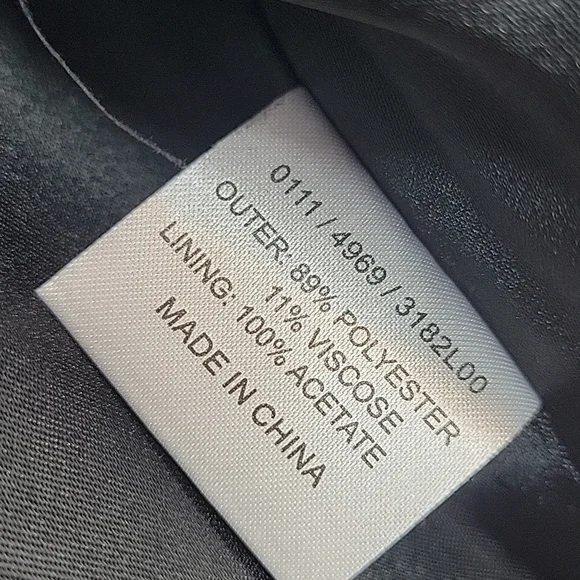 0111 / 4969 / 3182L00
OUTER: 89% POLYESTER
11% VISCOSE
LINING: 100% ACETATE
MADE IN CHINA